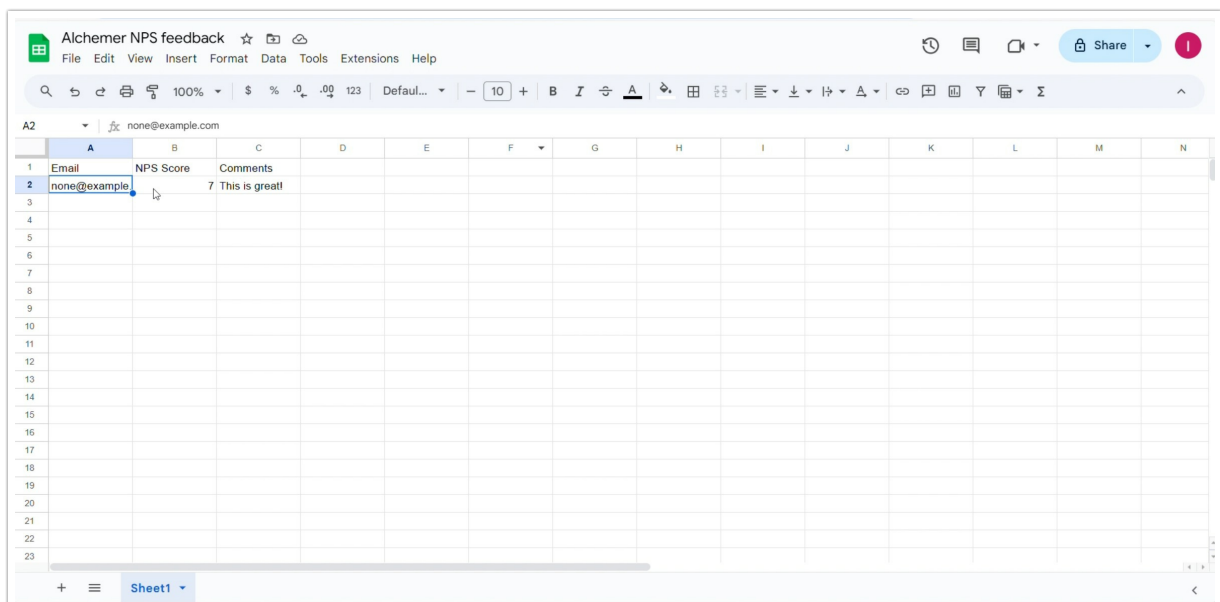 Alchemer NPS feedback
File Edit View Insert Format Data Tools Extensions Help
Share
I
100% $ % .0 .00 123 Defaul... − 10 + B I S A Σ
A2 fx none@example.com
A B C D E F G H I J K L M N
1 Email NPS Score Comments
2 none@example. 7 This is great!
3
4
5
6
7
8
9
10
11
12
13
14
15
16
17
18
19
20
21
22
23
+ Sheet1